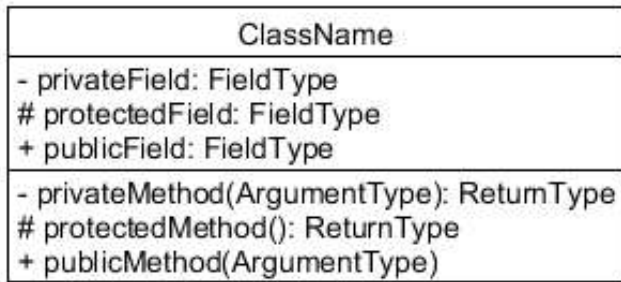 ClassName
- privateField: FieldType
# protectedField: FieldType
+ publicField: FieldType
- privateMethod(ArgumentType): ReturnType
# protectedMethod(): ReturnType
+ publicMethod(ArgumentType)